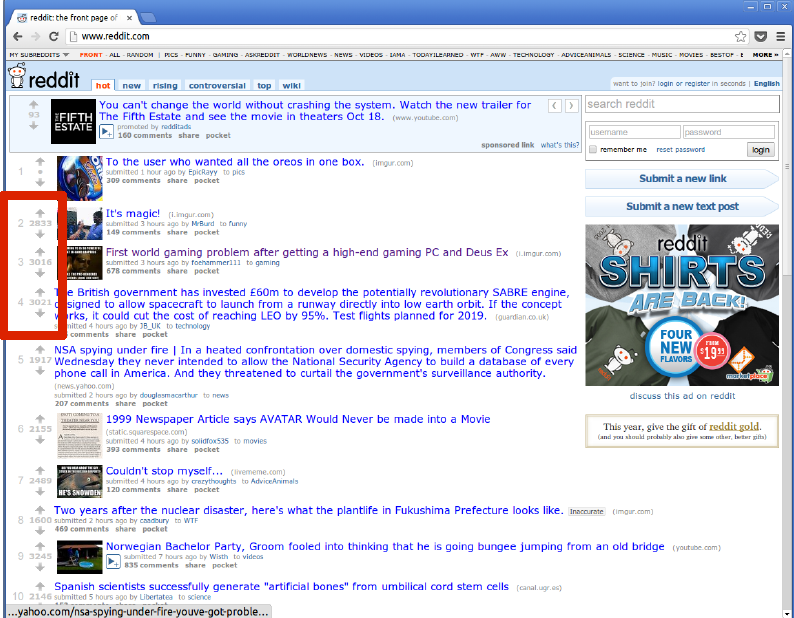 reddit: the front page of
www.reddit.com
MY SUBREDDITS FRONT - ALL - RANDOM | PICS - FUNNY - GAMING - ASKREDDIT - WORLDNEWS - NEWS - VIDEOS - IAMA - TODAYILEARNED - WTF - AWW - TECHNOLOGY - ADVICEANIMALS - SCIENCE - MUSIC - MOVIES - BESTOF - MORE »
reddit hot new rising controversial top wiki
want to join? login or register in seconds | English
93
THE FIFTH ESTATE
You can't change the world without crashing the system. Watch the new trailer for
The Fifth Estate and see the movie in theaters Oct 18. (www.youtube.com)
promoted by redditads
160 comments share pocket
sponsored link what's this?
1
To the user who wanted all the oreos in one box. (imgur.com)
submitted 1 hour ago by EpicRayy to pics
309 comments share pocket
2 2833
It's magic! (i.imgur.com)
submitted 3 hours ago by MrBurd to funny
149 comments share pocket
3 3016
First world gaming problem after getting a high-end gaming PC and Deus Ex (i.imgur.com)
submitted 3 hours ago by foehammer111 to gaming
678 comments share pocket
4 3021
The British government has invested £60m to develop the potentially revolutionary SABRE engine,
designed to allow spacecraft to launch from a runway directly into low earth orbit. If the concept
works, it could cut the cost of reaching LEO by 95%. Test flights planned for 2019. (guardian.co.uk)
submitted 4 hours ago by JB_UK to technology
comments share pocket
5 1917
NSA spying under fire | In a heated confrontation over domestic spying, members of Congress said
Wednesday they never intended to allow the National Security Agency to build a database of every
phone call in America. And they threatened to curtail the government's surveillance authority.
(news.yahoo.com)
submitted 2 hours ago by douglasmacarthur to news
207 comments share pocket
6 2155
1999 Newspaper Article says AVATAR Would Never be made into a Movie
(static.squarespace.com)
submitted 4 hours ago by solidfox535 to movies
393 comments share pocket
7 2489
HE'S SNOWDEN
Couldn't stop myself... (livememe.com)
submitted 4 hours ago by crazythoughts to AdviceAnimals
120 comments share pocket
8 1600
Two years after the nuclear disaster, here's what the plantlife in Fukushima Prefecture looks like. Inaccurate (imgur.com)
submitted 2 hours ago by caadbury to WTF
469 comments share pocket
9 3245
Norwegian Bachelor Party, Groom fooled into thinking that he is going bungee jumping from an old bridge (youtube.com)
submitted 7 hours ago by Wisth to videos
835 comments share pocket
10 2146
Spanish scientists successfully generate "artificial bones" from umbilical cord stem cells (canal.ugr.es)
submitted 5 hours ago by Libertatea to science
...yahoo.com/nsa-spying-under-fire-youve-got-proble...
search reddit
username password
remember me reset password login
Submit a new link
Submit a new text post
reddit
SHIRTS
ARE BACK!
FOUR
NEW
FLAVORS
FROM
$19.99
marketplace
discuss this ad on reddit
This year, give the gift of reddit gold.
(and you should probably also give some other, better gifts)